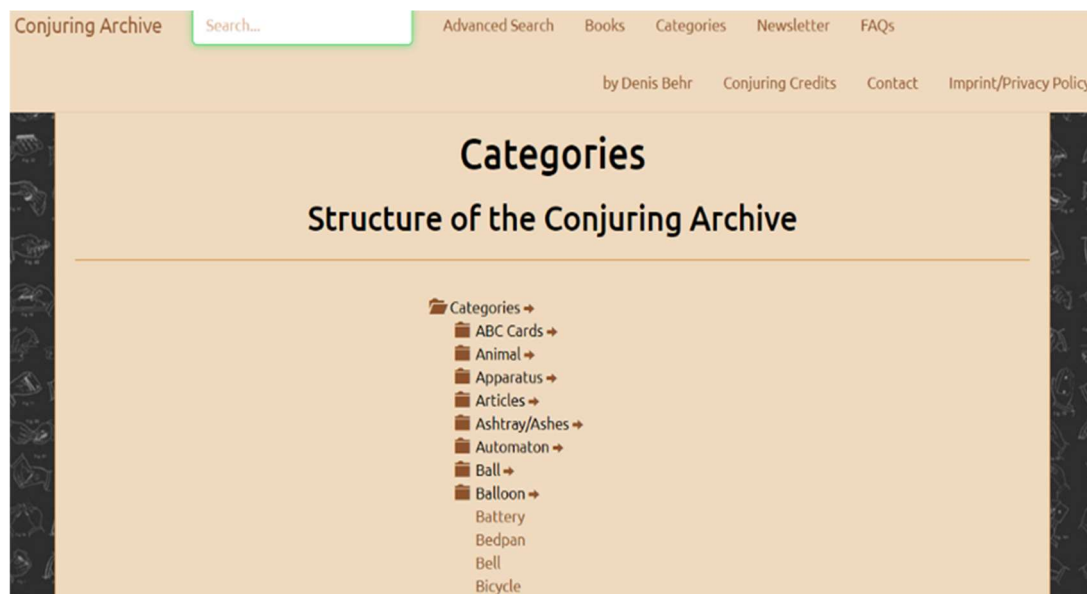 Conjuring Archive Search... Advanced Search Books Categories Newsletter FAQs
by Denis Behr Conjuring Credits Contact Imprint/Privacy Policy
Categories
Structure of the Conjuring Archive
Categories
ABC Cards
Animal
Apparatus
Articles
Ashtray/Ashes
Automaton
Ball
Balloon
Battery
Bedpan
Bell
Bicycle